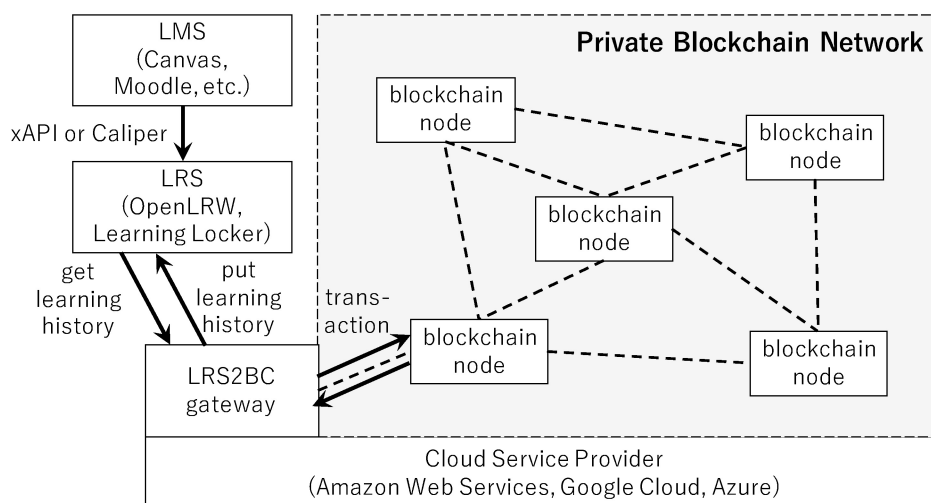 LMS
(Canvas,
Moodle, etc.)
Private Blockchain Network
xAPI or Caliper
LRS
(OpenLRW,
Learning Locker)
get
learning
history
put
learning
history
trans-
action
LRS2BC
gateway
blockchain
node
blockchain
node
blockchain
node
blockchain
node
blockchain
node
Cloud Service Provider
(Amazon Web Services, Google Cloud, Azure)